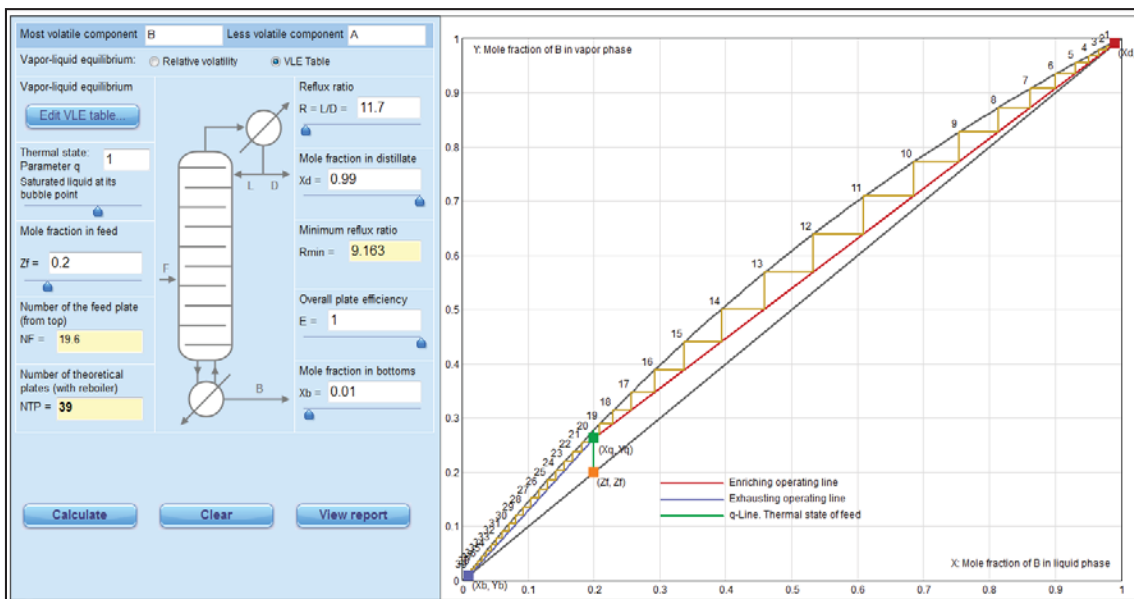 Most volatile component B Less volatile component A
Vapor-liquid equilibrium: Relative volatility VLE Table
Vapor-liquid equilibrium
Edit VLE table...
Thermal state:
Parameter q 1
Saturated liquid at its
bubble point
Mole fraction in feed
Zf = 0.2
Number of the feed plate
(from top)
NF = 19.6
Number of theoretical
plates (with reboiler)
NTP = 39
F
L D
B
Reflux ratio
R = L/D = 11.7
Mole fraction in distillate
Xd = 0.99
Minimum reflux ratio
Rmin = 9.163
Overall plate efficiency
E = 1
Mole fraction in bottoms
Xb = 0.01
Calculate Clear View report
Y: Mole fraction of B in vapor phase
1
0.9
0.8
0.7
0.6
0.5
0.4
0.3
0.2
0.1
0
0 0.1 0.2 0.3 0.4 0.5 0.6 0.7 0.8 0.9 1
(Xd
5
6
7
8
9
10
11
12
13
14
15
16
17
18
19
20
21
22
23
24
25
26
27
28
29
30
31
(Xq, Yq)
(Zf, Zf)
(Xb, Yb)
Enriching operating line
Exhausting operating line
q-Line. Thermal state of feed
X: Mole fraction of B in liquid phase